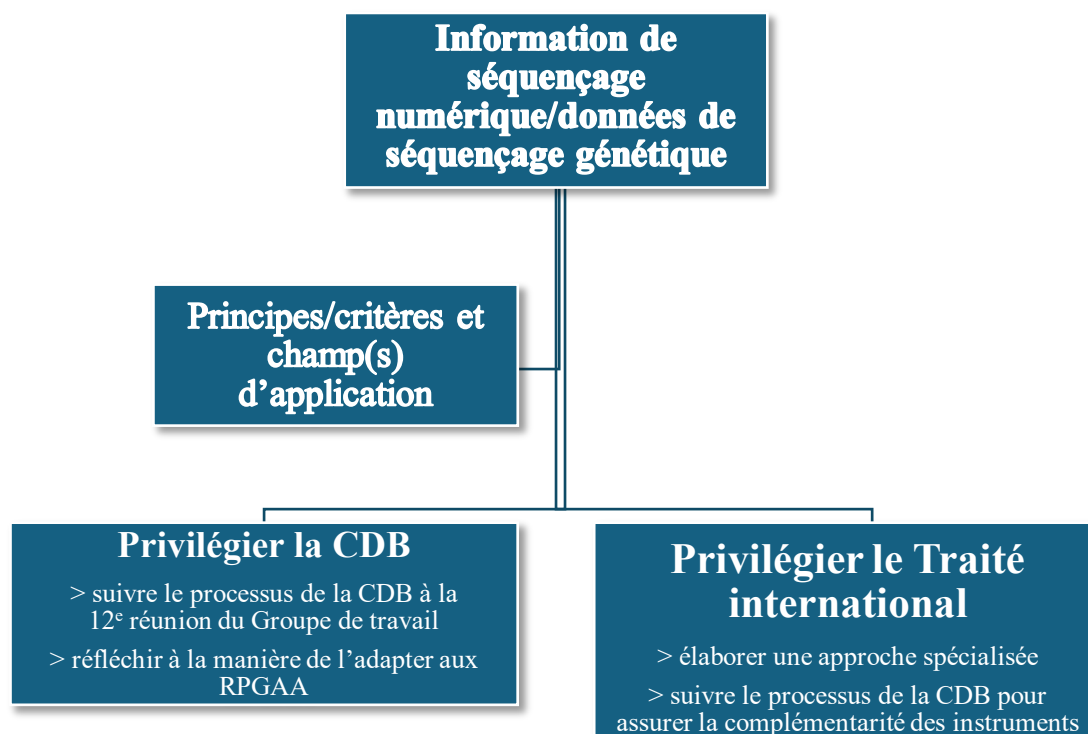 Information de
séquençage
numérique/données de
séquençage génétique
Principes/critères et
champ(s)
d’application
Privilégier la CDB
> suivre le processus de la CDB à la
12e réunion du Groupe de travail
> réfléchir à la manière de l’adapter aux
RPGAA
Privilégier le Traité
international
> élaborer une approche spécialisée
> suivre le processus de la CDB pour
assurer la complémentarité des instruments